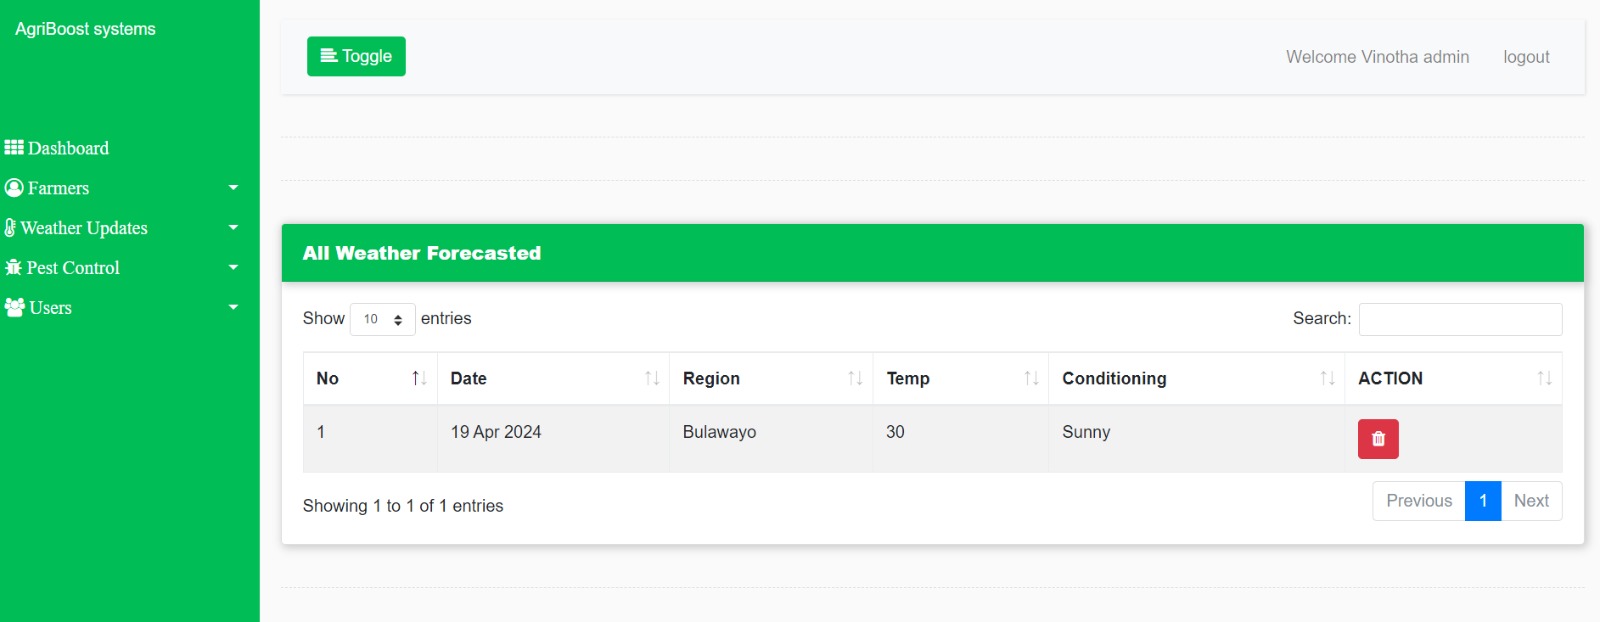 AgriBoost systems
Toggle
Welcome Vinotha admin logout
Dashboard
Farmers
Weather Updates
Pest Control
Users
All Weather Forecasted
Show 10 entries Search:
No Date Region Temp Conditioning ACTION
1 19 Apr 2024 Bulawayo 30 Sunny
Showing 1 to 1 of 1 entries
Previous 1 Next